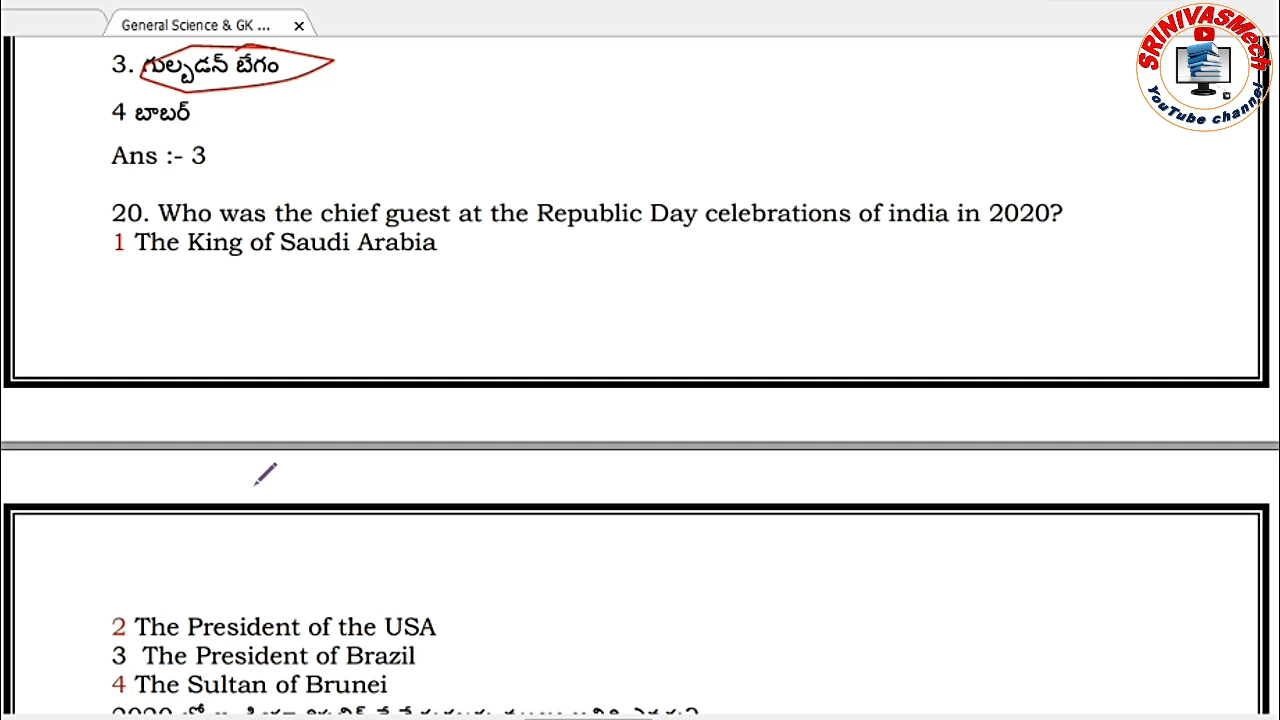 General Science & GK ...
SRINIVASMech
YouTube channel
3. గుల్బడన్ బేగం
4 బాబర్
Ans :- 3
20. Who was the chief guest at the Republic Day celebrations of india in 2020?
1 The King of Saudi Arabia
2 The President of the USA
3 The President of Brazil
4 The Sultan of Brunei
2020